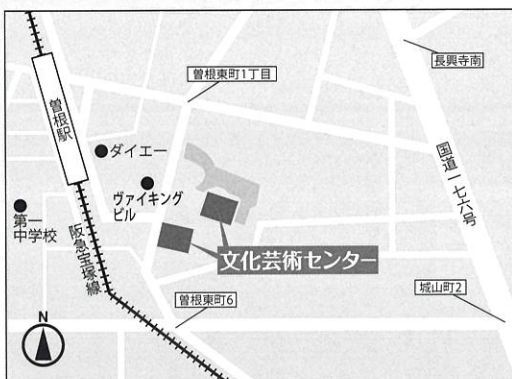 長興寺南
曽根東町1丁目
曽根駅
ダイエー
国道一七六号
ヴァイキング
ビル
第一
中学校
阪急宝塚線
文化芸術センター
城山町2
曽根東町6
N